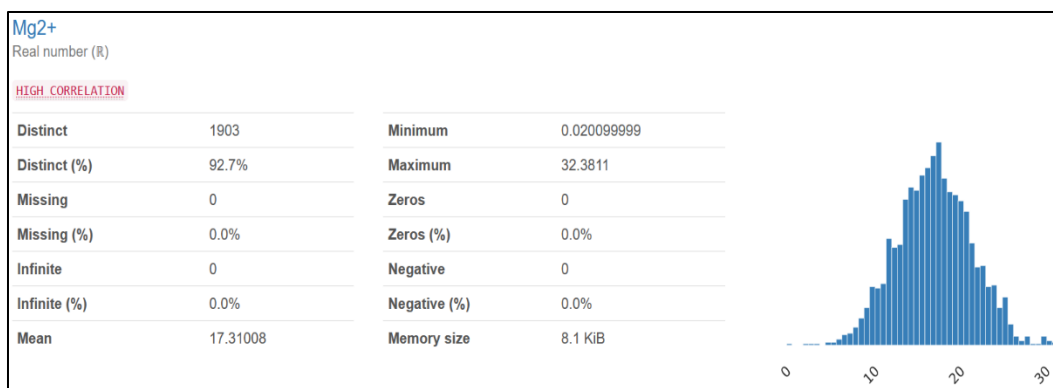 Mg2+
Real number (ℝ)
HIGH CORRELATION
Distinct 1903
Distinct (%) 92.7%
Missing 0
Missing (%) 0.0%
Infinite 0
Infinite (%) 0.0%
Mean 17.31008
Minimum 0.020099999
Maximum 32.3811
Zeros 0
Zeros (%) 0.0%
Negative 0
Negative (%) 0.0%
Memory size 8.1 KiB
0 10 20 30